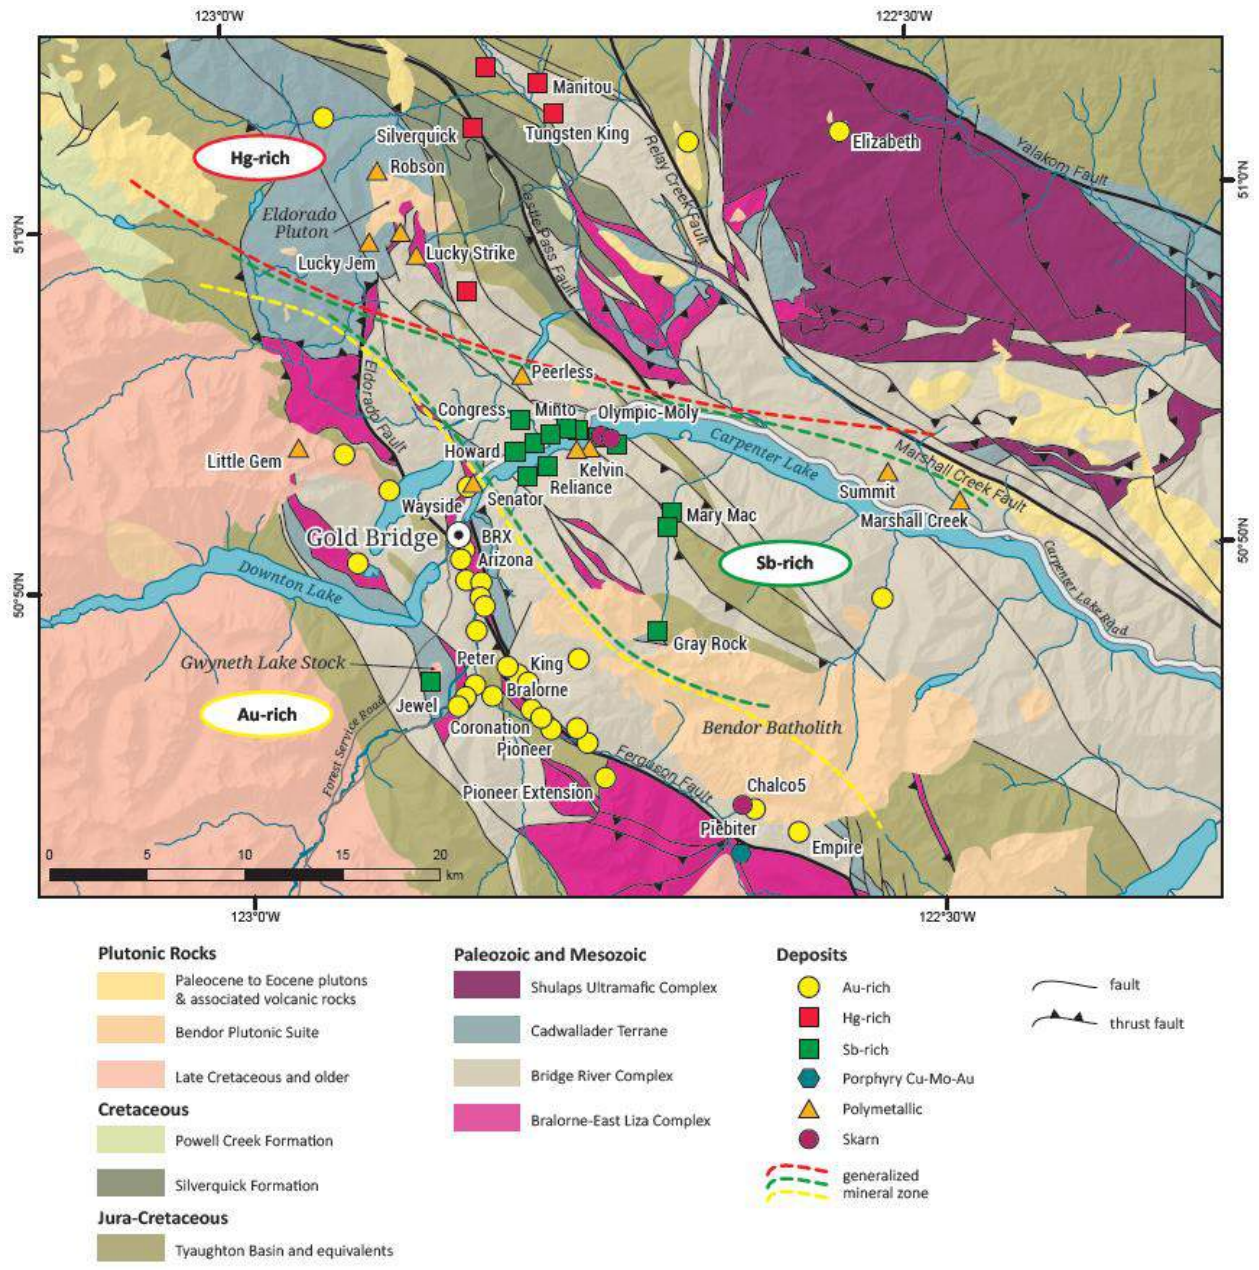 123°0'W
122°30'W
Manitou
Silverquick
Tungsten King
Elizabeth
Yalakom Fault
Hg-rich
Robson
Relay Creek Fault
51°0'N
Castle Pass Fault
Eldorado
Pluton
51°0'N
Lucky Jem
Lucky Strike
Peerless
Eldorado Fault
Congress
Minto
Olympic-Moly
Carpenter Lake
Howard
Little Gem
Kelvin
Marshall Creek Fault
Reliance
Summit
Wayside
Senator
Mary Mac
Marshall Creek
Gold Bridge
BRX
50°50'N
Arizona
Sb-rich
Carpenter Lake Road
Downton Lake
50°50'N
Gray Rock
Gwyneth Lake Stock
Peter
King
Jewel
Bralorne
Au-rich
Coronation
Bendor Batholith
Forest Service Road
Pioneer
Ferguson Fault
Pioneer Extension
Chalco5
Piebiter
Empire
0 5 10 15 20
km
123°0'W
122°30'W
Plutonic Rocks
Paleocene to Eocene plutons
& associated volcanic rocks
Bendor Plutonic Suite
Late Cretaceous and older
Cretaceous
Powell Creek Formation
Silverquick Formation
Jura-Cretaceous
Tyaughton Basin and equivalents
Paleozoic and Mesozoic
Shulaps Ultramafic Complex
Cadwallader Terrane
Bridge River Complex
Bralorne-East Liza Complex
Deposits
Au-rich
Hg-rich
Sb-rich
Porphyry Cu-Mo-Au
Polymetallic
Skarn
generalized
mineral zone
fault
thrust fault